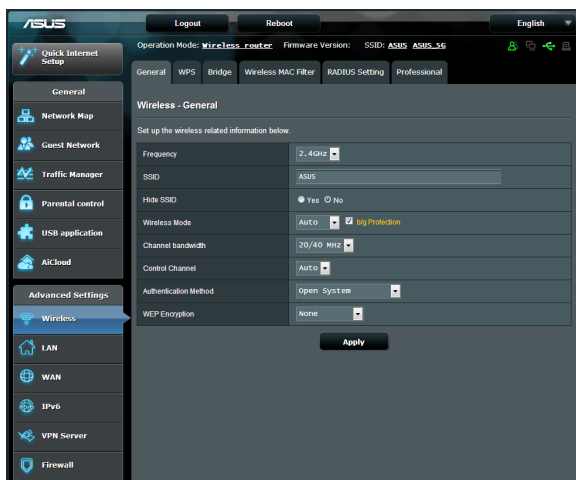 ASUS
Logout
Reboot
English
Operation Mode: Wireless router Firmware Version: SSID: ASUS ASUS_5G
Quick Internet
Setup
General
Network Map
Guest Network
Traffic Manager
Parental control
USB application
AiCloud
Advanced Settings
Wireless
LAN
WAN
IPv6
VPN Server
Firewall
General WPS Bridge Wireless MAC Filter RADIUS Setting Professional
Wireless - General
Set up the wireless related information below.
Frequency 2.4GHz
SSID ASUS
Hide SSID Yes No
Wireless Mode Auto b/g Protection
Channel bandwidth 20/40 MHz
Control Channel Auto
Authentication Method Open System
WEP Encryption None
Apply